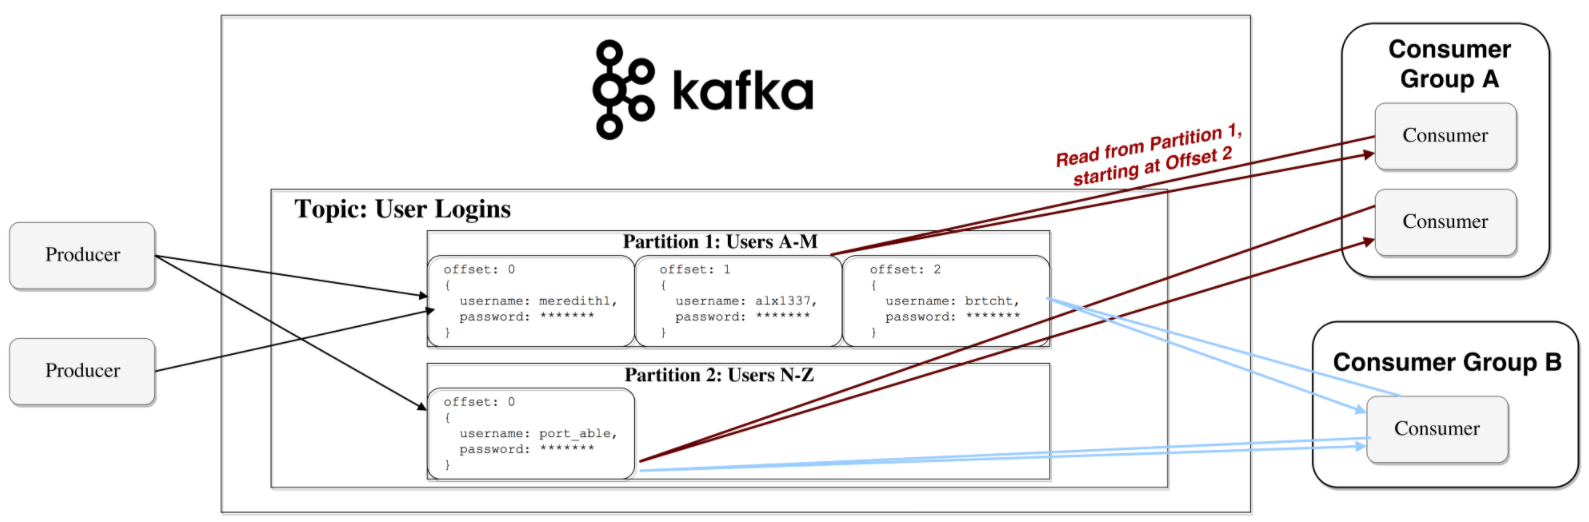 kafka
Consumer
Group A
Consumer
Consumer
Read from Partition 1,
starting at Offset 2
Topic: User Logins
Producer
Producer
Partition 1: Users A-M
offset: 0
{
username: meredith1,
password: *******
}
offset: 1
{
username: alx1337,
password: *******
}
offset: 2
{
username: brtcht,
password: *******
}
Partition 2: Users N-Z
offset: 0
{
username: port_able,
password: *******
}
Consumer Group B
Consumer